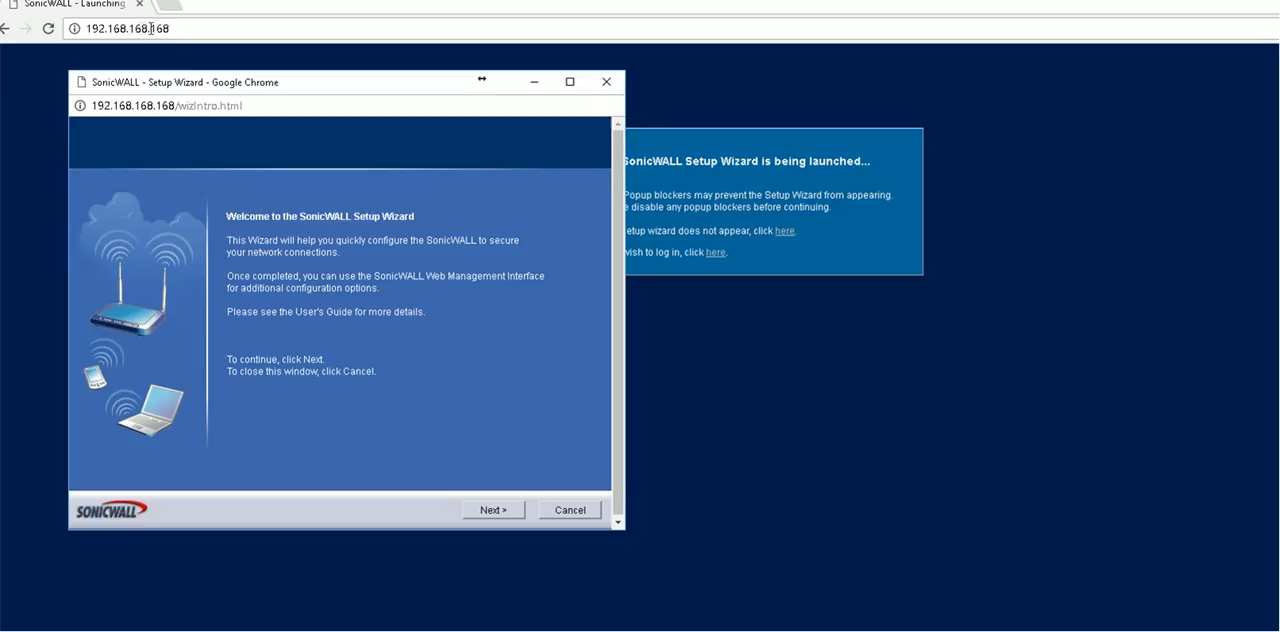 SonicWALL - Launching
192.168.168.168
SonicWALL - Setup Wizard - Google Chrome
192.168.168.168/wizIntro.html
SonicWALL Setup Wizard is being launched...
Popup blockers may prevent the Setup Wizard from appearing.
e disable any popup blockers before continuing.
etup wizard does not appear, click here.
wish to log in, click here.
Welcome to the SonicWALL Setup Wizard
This Wizard will help you quickly configure the SonicWALL to secure
your network connections.
Once completed, you can use the SonicWALL Web Management Interface
for additional configuration options.
Please see the User's Guide for more details.
To continue, click Next.
To close this window, click Cancel.
SONICWALL
Next >
Cancel